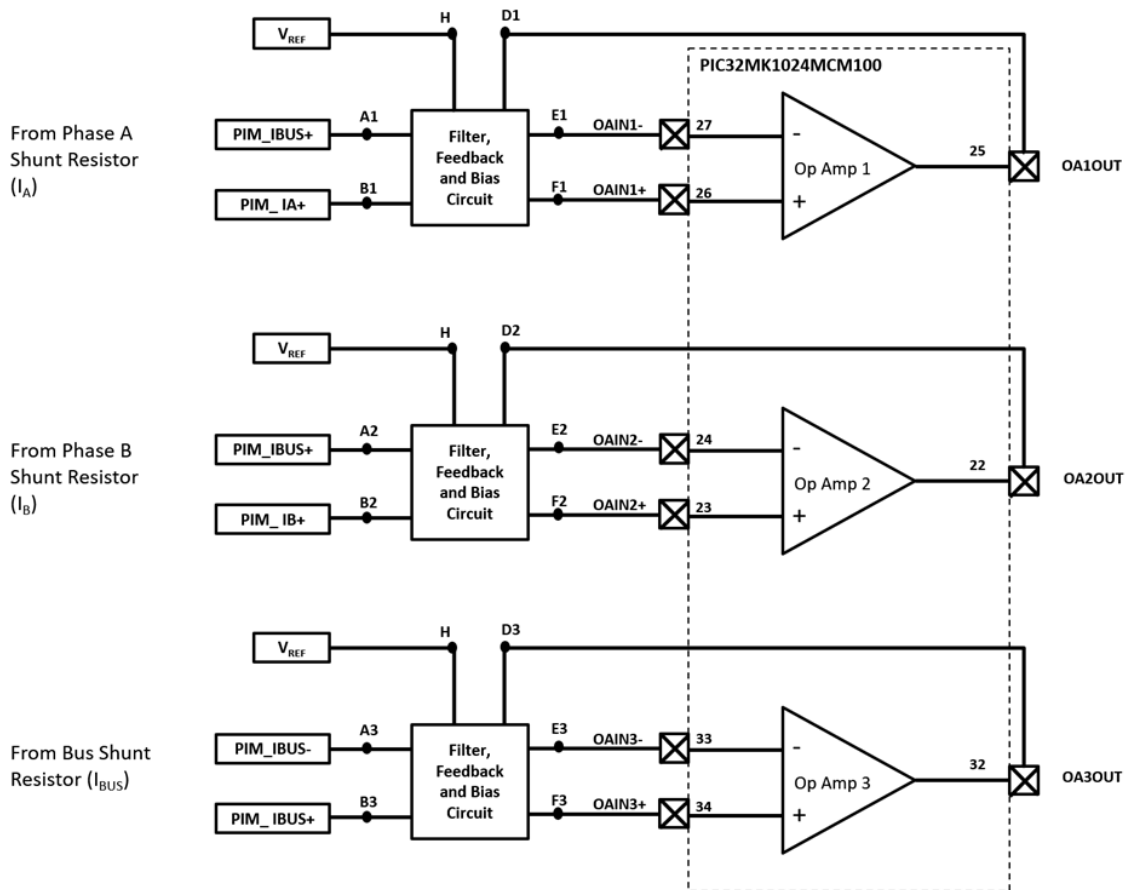 H D1
V_REF
PIC32MK1024MCM100
From Phase A
Shunt Resistor
(I_A)
PIM_IBUS+ A1
PIM_ IA+ B1
Filter,
Feedback
and Bias
Circuit
E1 OAIN1- 27
F1 OAIN1+ 26
-
Op Amp 1
+
25
OA1OUT
H D2
V_REF
From Phase B
Shunt Resistor
(I_B)
PIM_IBUS+ A2
PIM_ IB+ B2
Filter,
Feedback
and Bias
Circuit
E2 OAIN2- 24
F2 OAIN2+ 23
-
Op Amp 2
+
22
OA2OUT
H D3
V_REF
From Bus Shunt
Resistor (I_BUS)
PIM_IBUS- A3
PIM_ IBUS+ B3
Filter,
Feedback
and Bias
Circuit
E3 OAIN3- 33
F3 OAIN3+ 34
-
Op Amp 3
+
32
OA3OUT